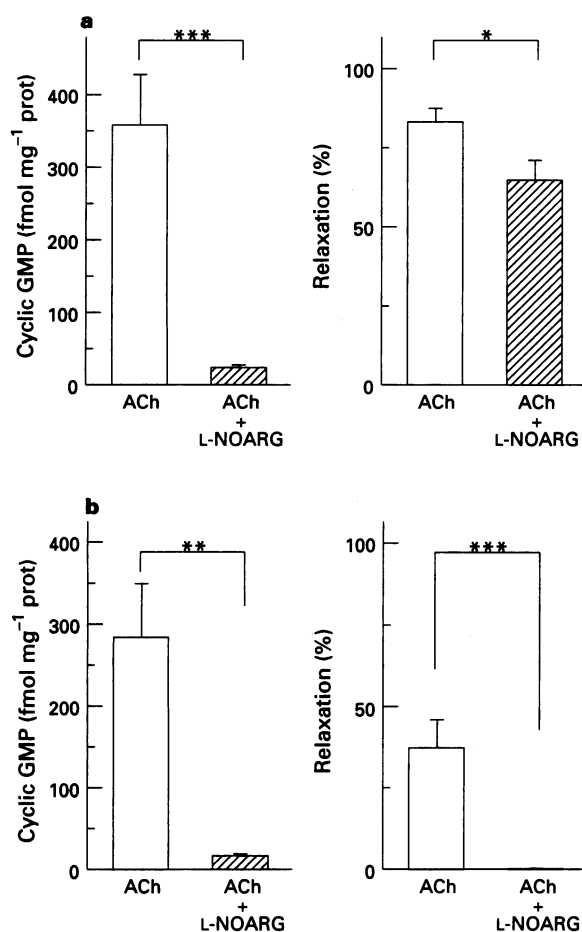 a
***
Cyclic GMP (fmol mg⁻¹ prot)
400
300
200
100
0
ACh
ACh
+
L-NOARG
*
Relaxation (%)
100
50
0
ACh
ACh
+
L-NOARG
b
**
Cyclic GMP (fmol mg⁻¹ prot)
400
300
200
100
0
ACh
ACh
+
L-NOARG
***
Relaxation (%)
100
50
0
ACh
ACh
+
L-NOARG